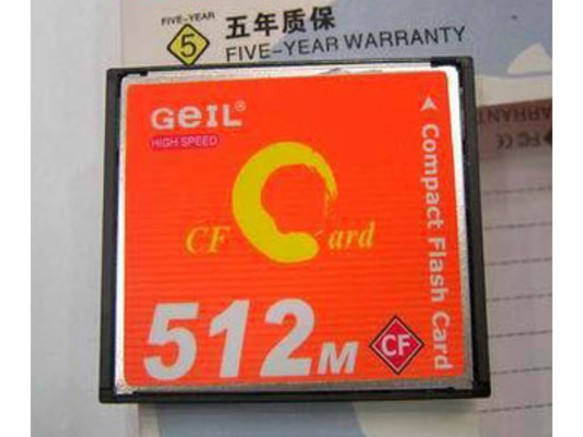 FIVE-YEAR
5
五年质保
FIVE-YEAR WARRANTY
GEIL®
HIGH SPEED
CF Card
512M
CF
Compact Flash Card